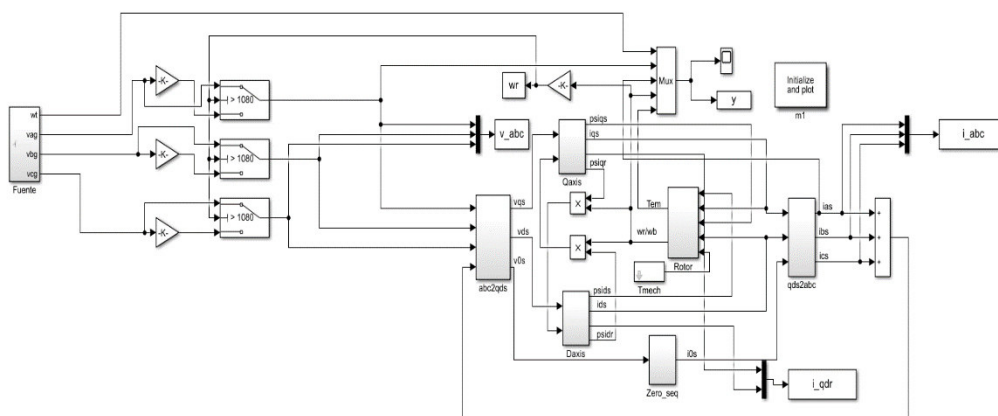 wt
vag
vbg
vcg
Fuente
-K-
-K-
-K-
> 1080
> 1080
> 1080
wr
-K-
Mux
y
Initialize
and plot
m1
v_abc
i_abc
psiqs
iqs
psiqr
Qaxis
X
X
vqs
vds
v0s
abc2qds
Tem
wr/wb
Rotor
Tmech
psids
ids
psidr
Daxis
ias
ibs
ics
qds2abc
+
+
+
i0s
Zero_seq
i_qdr